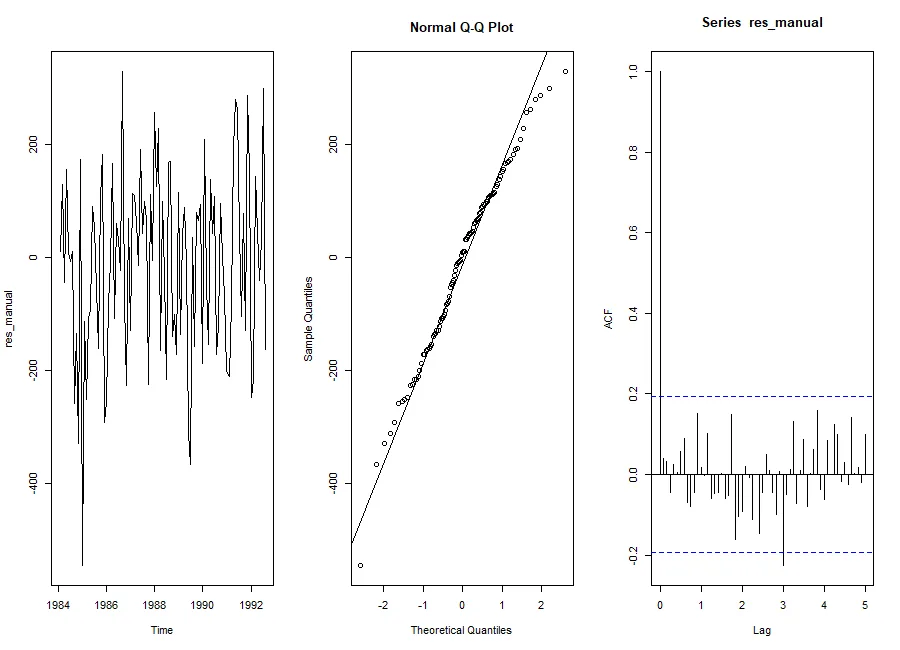 res_manual
200
0
-200
-400
1984 1986 1988 1990 1992
Time
Normal Q-Q Plot
Sample Quantiles
200
0
-200
-400
-2 -1 0 1 2
Theoretical Quantiles
Series res_manual
ACF
1.0
0.8
0.6
0.4
0.2
0.0
-0.2
0 1 2 3 4 5
Lag